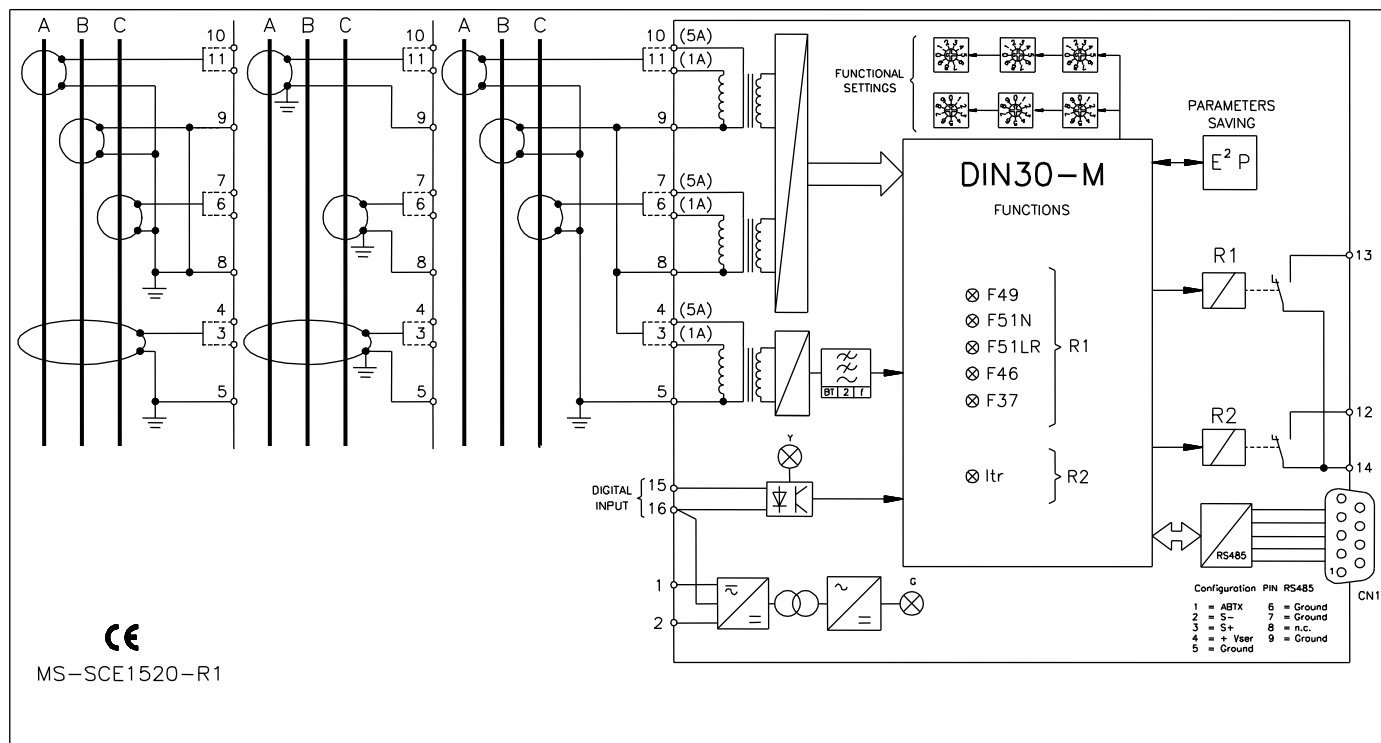 A B C
10
11
9
7
6
8
4
3
5
A B C
10
11
9
7
6
8
4
3
5
A B C
10 (5A)
11 (1A)
9
7 (5A)
6 (1A)
8
4 (5A)
3 (1A)
5
FUNCTIONAL
SETTINGS
PARAMETERS
SAVING
E² P
DIN30-M
FUNCTIONS
F49
F51N
F51LR
F46
F37
R1
Itr
R2
BT 2 f
R1
13
R2
12
14
Y
DIGITAL
INPUT
15
16
1
2
G
RS485
1
CN1
Configuration PIN RS485
1 = ABTX 6 = Ground
2 = S- 7 = Ground
3 = S+ 8 = n.c.
4 = + Vser 9 = Ground
5 = Ground
CE
MS-SCE1520-R1